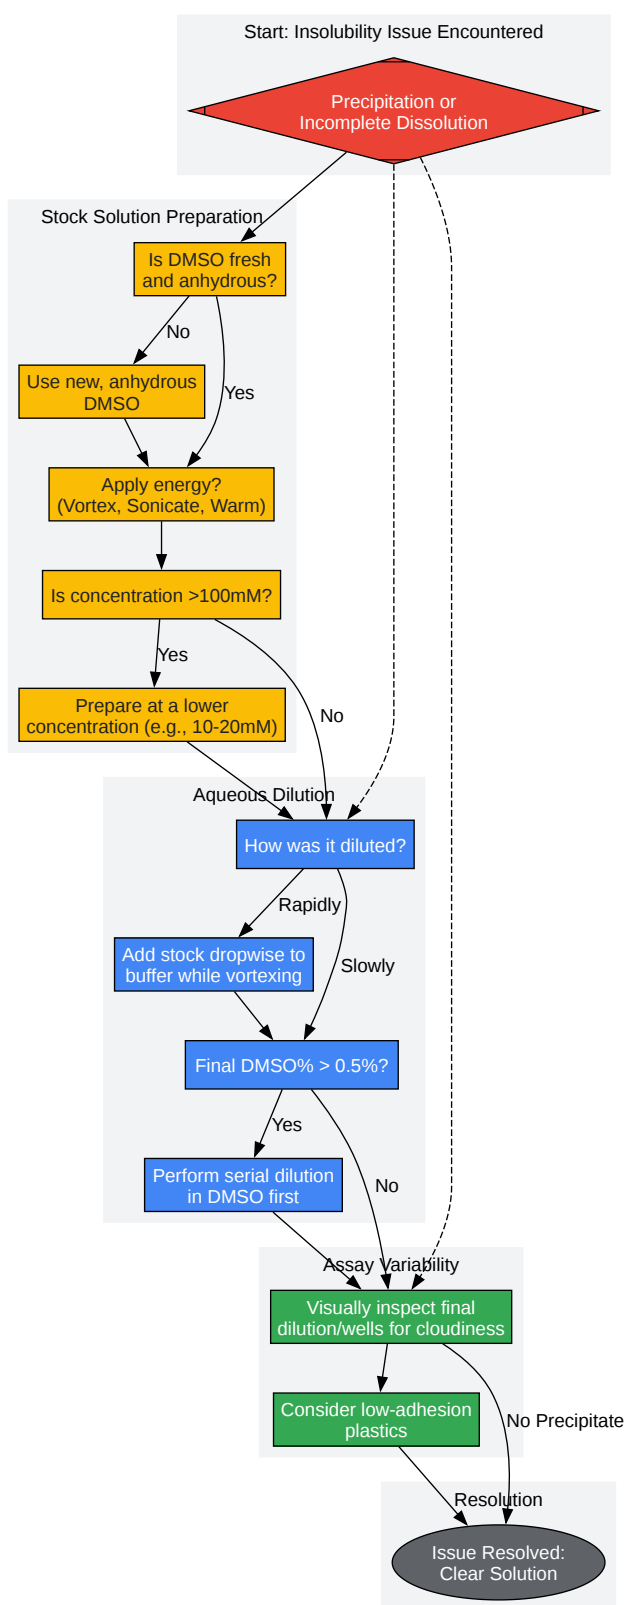 Start: Insolubility Issue Encountered
Precipitation or
Incomplete Dissolution
Stock Solution Preparation
Is DMSO fresh
and anhydrous?
No
Use new, anhydrous
DMSO
Yes
Apply energy?
(Vortex, Sonicate, Warm)
Is concentration >100mM?
Yes
Prepare at a lower
concentration (e.g., 10-20mM)
No
Aqueous Dilution
How was it diluted?
Rapidly
Add stock dropwise to
buffer while vortexing
Slowly
Final DMSO% > 0.5%?
Yes
Perform serial dilution
in DMSO first
No
Assay Variability
Visually inspect final
dilution/wells for cloudiness
Consider low-adhesion
plastics
No Precipitate
Resolution
Issue Resolved:
Clear Solution